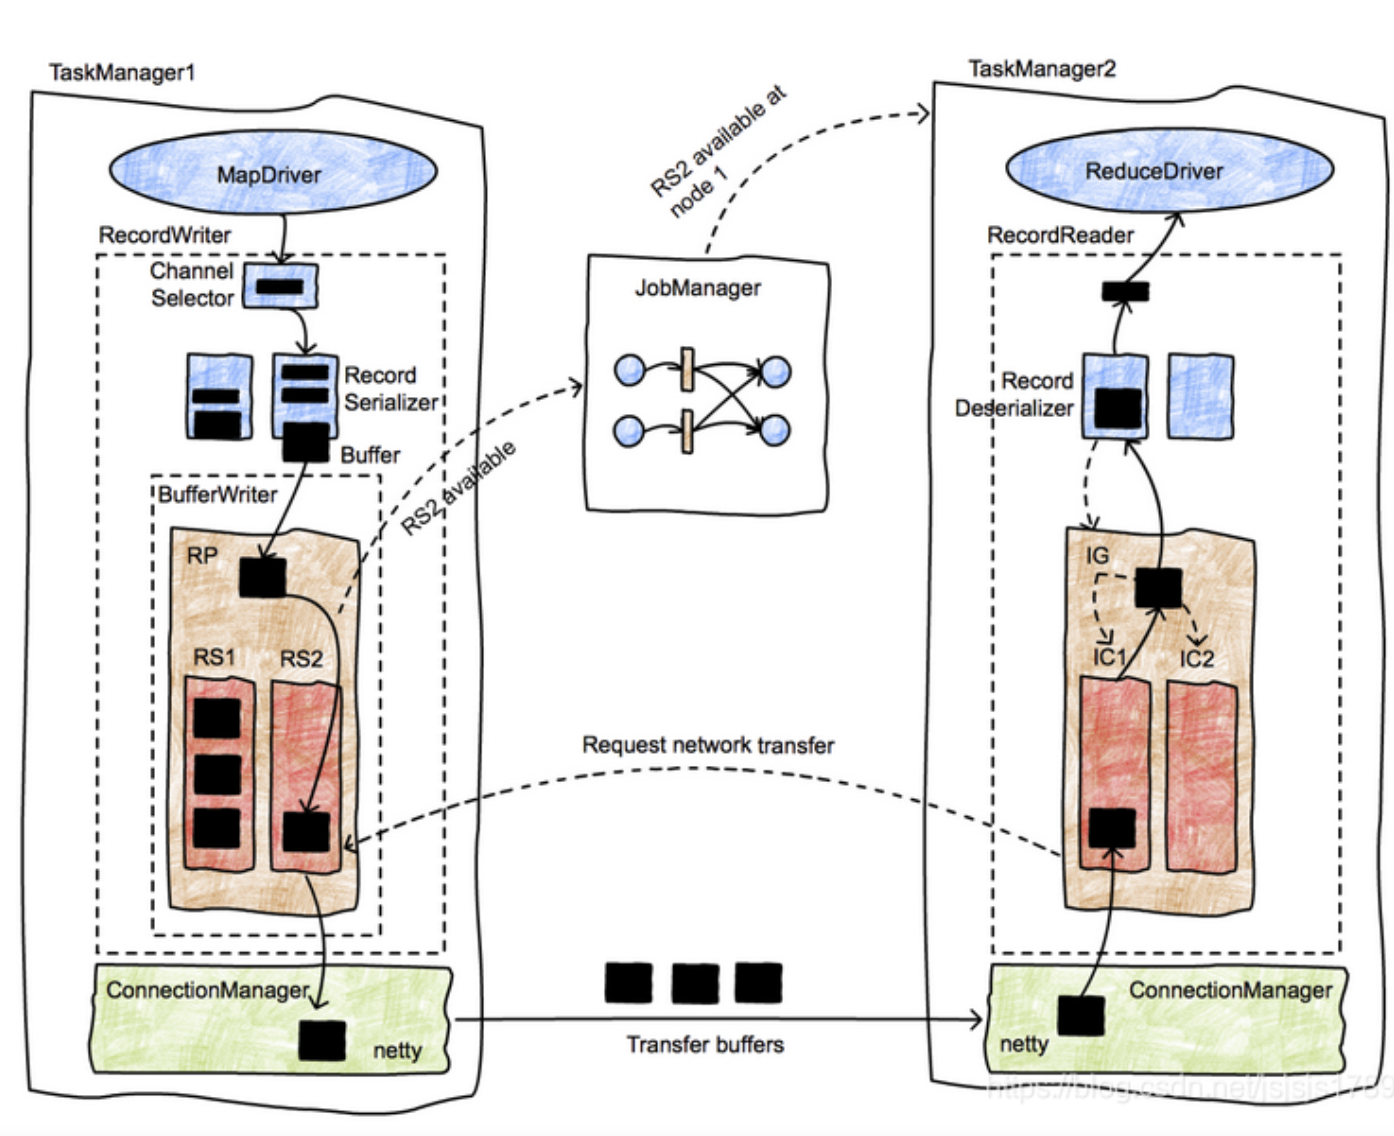 TaskManager1
MapDriver
RecordWriter
Channel
Selector
Record
Serializer
Buffer
BufferWriter
RP
RS1
RS2
ConnectionManager
netty
RS2 available
RS2 available at
node 1
JobManager
Request network transfer
Transfer buffers
TaskManager2
ReduceDriver
RecordReader
Record
Deserializer
IG
IC1
IC2
ConnectionManager
netty
https://blog.csdn.net/jsjsjs1789